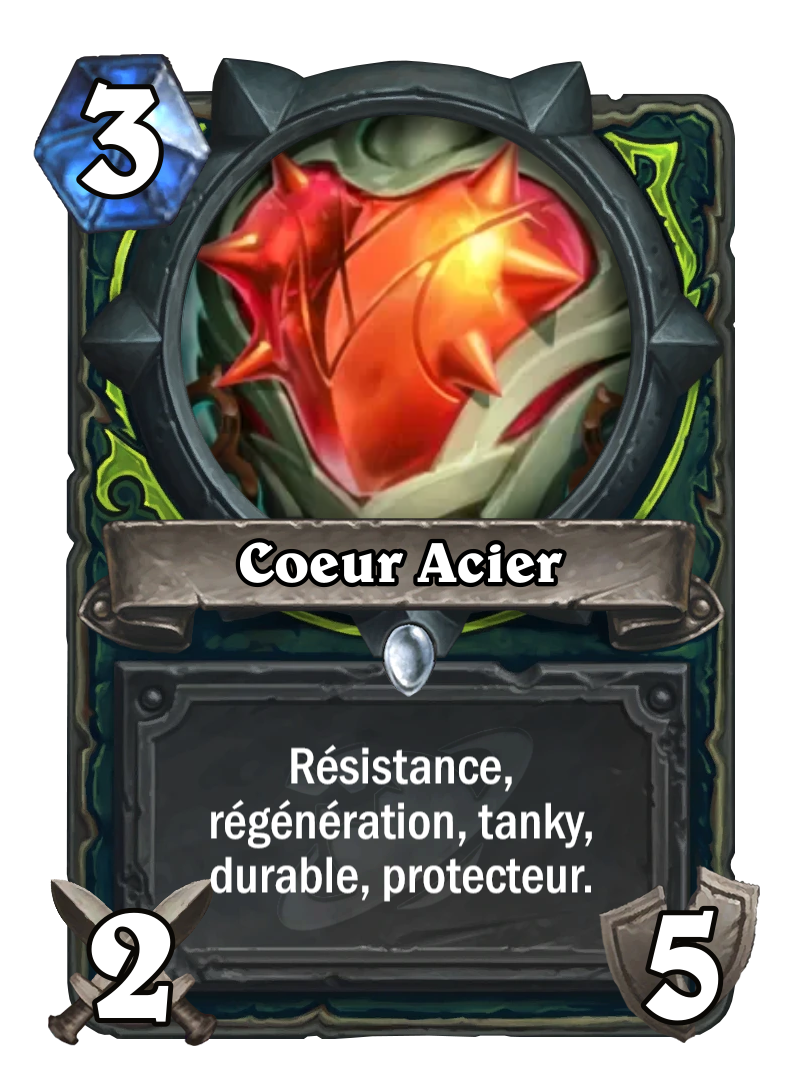 3
Coeur Acier
Résistance,
régénération, tanky,
durable, protecteur.
2
5